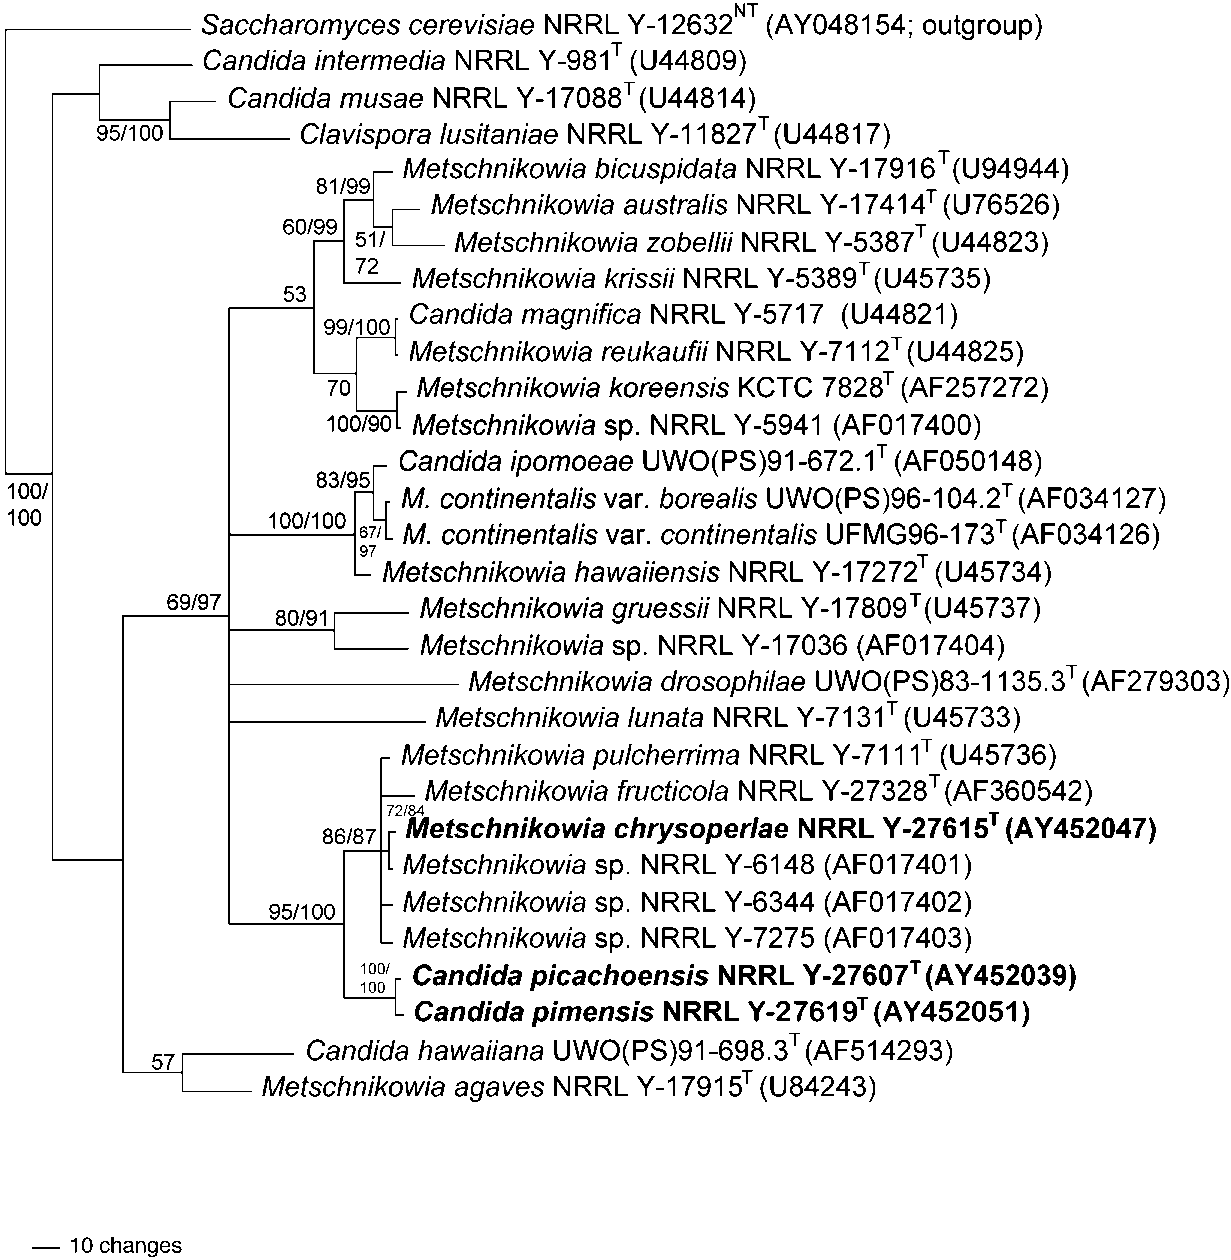 Saccharomyces cerevisiae NRRL Y-12632NT (AY048154; outgroup)
Candida intermedia NRRL Y-981T (U44809)
Candida musae NRRL Y-17088T (U44814)
95/100
Clavispora lusitaniae NRRL Y-11827T (U44817)
Metschnikowia bicuspidata NRRL Y-17916T (U94944)
81/99
Metschnikowia australis NRRL Y-17414T (U76526)
60/99
51/
72
Metschnikowia zobellii NRRL Y-5387T (U44823)
Metschnikowia krissii NRRL Y-5389T (U45735)
53
Candida magnifica NRRL Y-5717 (U44821)
99/100
Metschnikowia reukaufii NRRL Y-7112T (U44825)
70
Metschnikowia koreensis KCTC 7828T (AF257272)
100/90
Metschnikowia sp. NRRL Y-5941 (AF017400)
Candida ipomoeae UWO(PS)91-672.1T (AF050148)
83/95
100/
100
M. continentalis var. borealis UWO(PS)96-104.2T (AF034127)
100/100
67/
97
M. continentalis var. continentalis UFMG96-173T (AF034126)
Metschnikowia hawaiiensis NRRL Y-17272T (U45734)
69/97
Metschnikowia gruessii NRRL Y-17809T (U45737)
80/91
Metschnikowia sp. NRRL Y-17036 (AF017404)
Metschnikowia drosophilae UWO(PS)83-1135.3T (AF279303)
Metschnikowia lunata NRRL Y-7131T (U45733)
Metschnikowia pulcherrima NRRL Y-7111T (U45736)
Metschnikowia fructicola NRRL Y-27328T (AF360542)
72/84
86/87
Metschnikowia chrysoperlae NRRL Y-27615T (AY452047)
Metschnikowia sp. NRRL Y-6148 (AF017401)
95/100
Metschnikowia sp. NRRL Y-6344 (AF017402)
Metschnikowia sp. NRRL Y-7275 (AF017403)
100/
100
Candida picachoensis NRRL Y-27607T (AY452039)
Candida pimensis NRRL Y-27619T (AY452051)
57
Candida hawaiiana UWO(PS)91-698.3T (AF514293)
Metschnikowia agaves NRRL Y-17915T (U84243)
10 changes